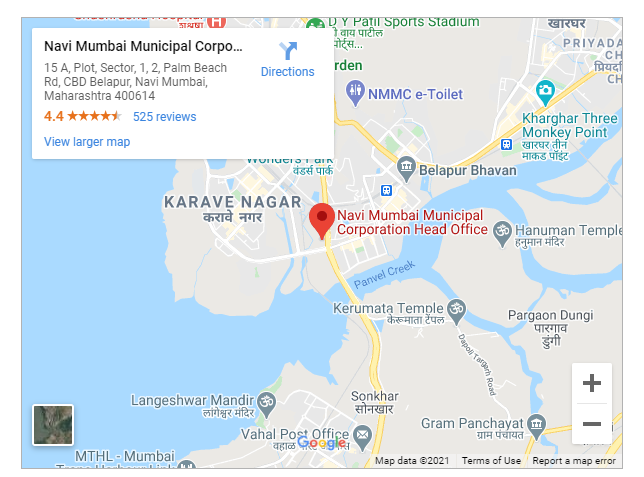 Navi Mumbai Municipal Corpo...
15 A, Plot, Sector, 1, 2, Palm Beach
Rd, CBD Belapur, Navi Mumbai,
Maharashtra 400614
4.4
525 reviews
View larger map
Directions
D Y Patil Sports Stadium
डी वाय पाटील
खारघर
NMMC e-Toilet
Kharghar Three
Monkey Point
खारघर तीन
माकड पॉइंट
Wonders Park
वंडर्स पार्क
Belapur Bhavan
KARAVE NAGAR
करावे नगर
Navi Mumbai Municipal
Corporation Head Office
Hanuman Temple
हनुमान मंदिर
Panvel Creek
Kerumata Temple
केरूमाता टेंपल
Pargaon Dungi
पारगाव
डुंगी
Dapoli Targhar Road
Langeshwar Mandir
लांगेश्वर मंदिर
Sonkhar
सोनखार
Gram Panchayat
ग्राम पंचायत
Vahal Post Office
Google
MTHL - Mumbai
Map data ©2021
Terms of Use
Report a map error